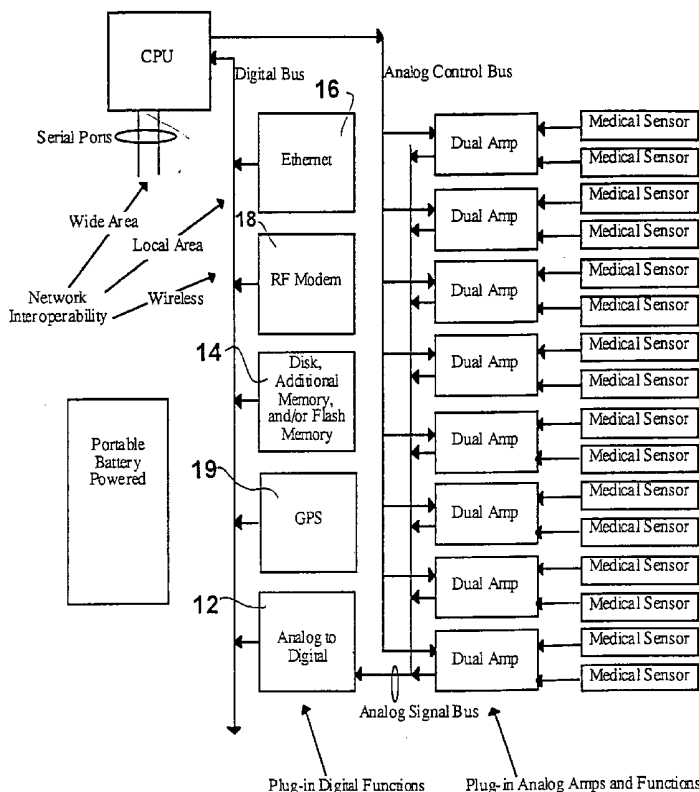 CPU
Digital Bus
Analog Control Bus
16
Serial Ports
Ethernet
Wide Area
Local Area
18
Network
Interoperability
Wireless
RF Modem
14
Disk,
Additional
Memory,
and/or Flash
Memory
Portable
Battery
Powered
19
GPS
12
Analog to
Digital
Analog Signal Bus
Dual Amp
Medical Sensor
Medical Sensor
Dual Amp
Medical Sensor
Medical Sensor
Dual Amp
Medical Sensor
Medical Sensor
Dual Amp
Medical Sensor
Medical Sensor
Dual Amp
Medical Sensor
Medical Sensor
Dual Amp
Medical Sensor
Medical Sensor
Dual Amp
Medical Sensor
Medical Sensor
Dual Amp
Medical Sensor
Medical Sensor
Plug-in Digital Functions
Plug-in Analog Amps and Functions